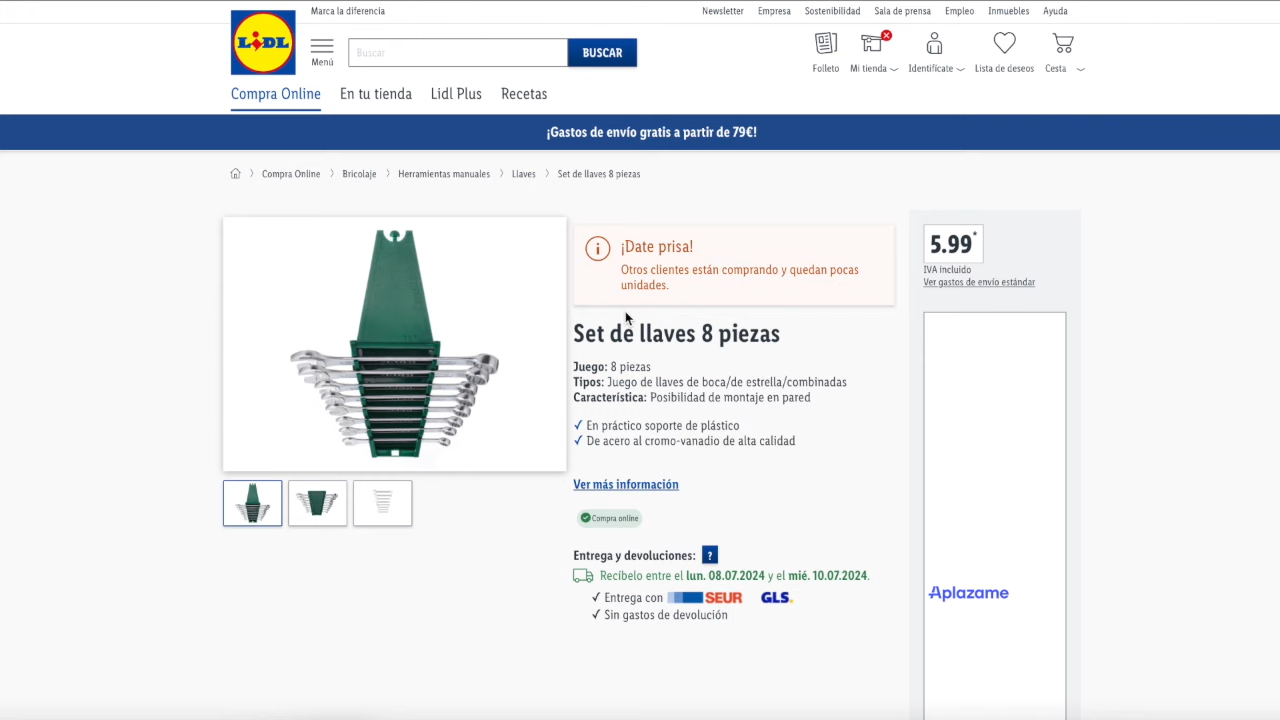 Marca la diferencia
Newsletter Empresa Sostenibilidad Sala de prensa Empleo Inmuebles Ayuda
LIDL
Menú
Buscar
BUSCAR
Folleto Mi tienda Identifícate Lista de deseos Cesta
Compra Online En tu tienda Lidl Plus Recetas
¡Gastos de envío gratis a partir de 79€!
Compra Online Bricolaje Herramientas manuales Llaves Set de llaves 8 piezas
¡Date prisa!
Otros clientes están comprando y quedan pocas
unidades.
Set de llaves 8 piezas
Juego: 8 piezas
Tipos: Juego de llaves de boca/de estrella/combinadas
Característica: Posibilidad de montaje en pared
✓ En práctico soporte de plástico
✓ De acero al cromo-vanadio de alta calidad
Ver más información
Compra online
Entrega y devoluciones: ?
Recíbelo entre el lun. 08.07.2024 y el mié. 10.07.2024.
✓ Entrega con SEUR GLS.
✓ Sin gastos de devolución
5.99*
IVA incluido
Ver gastos de envío estándar
Aplazame